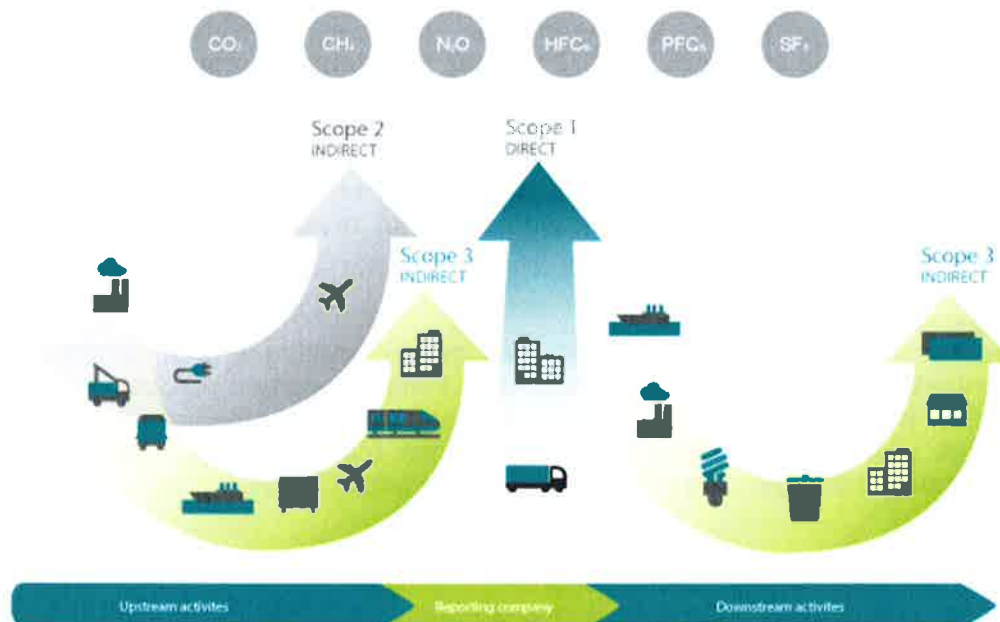 CO₂ CH₄ N₂O HFCₛ PFCₛ SF₆
Scope 2
INDIRECT
Scope 1
DIRECT
Scope 3
INDIRECT
Scope 3
INDIRECT
Upstream activites
Reporting company
Downstream activites